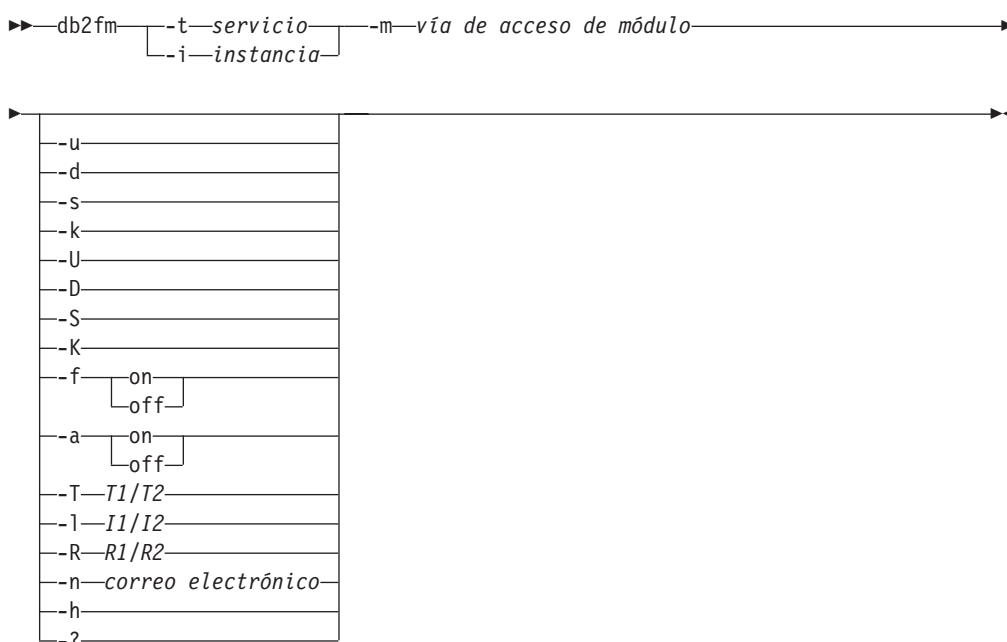 db2fm -t servicio -m vía de acceso de módulo
-i instancia
-u
-d
-s
-k
-U
-D
-S
-K
-f on
off
-a on
off
-T T1/T2
-l I1/I2
-R R1/R2
-n correo electrónico
-h
-?